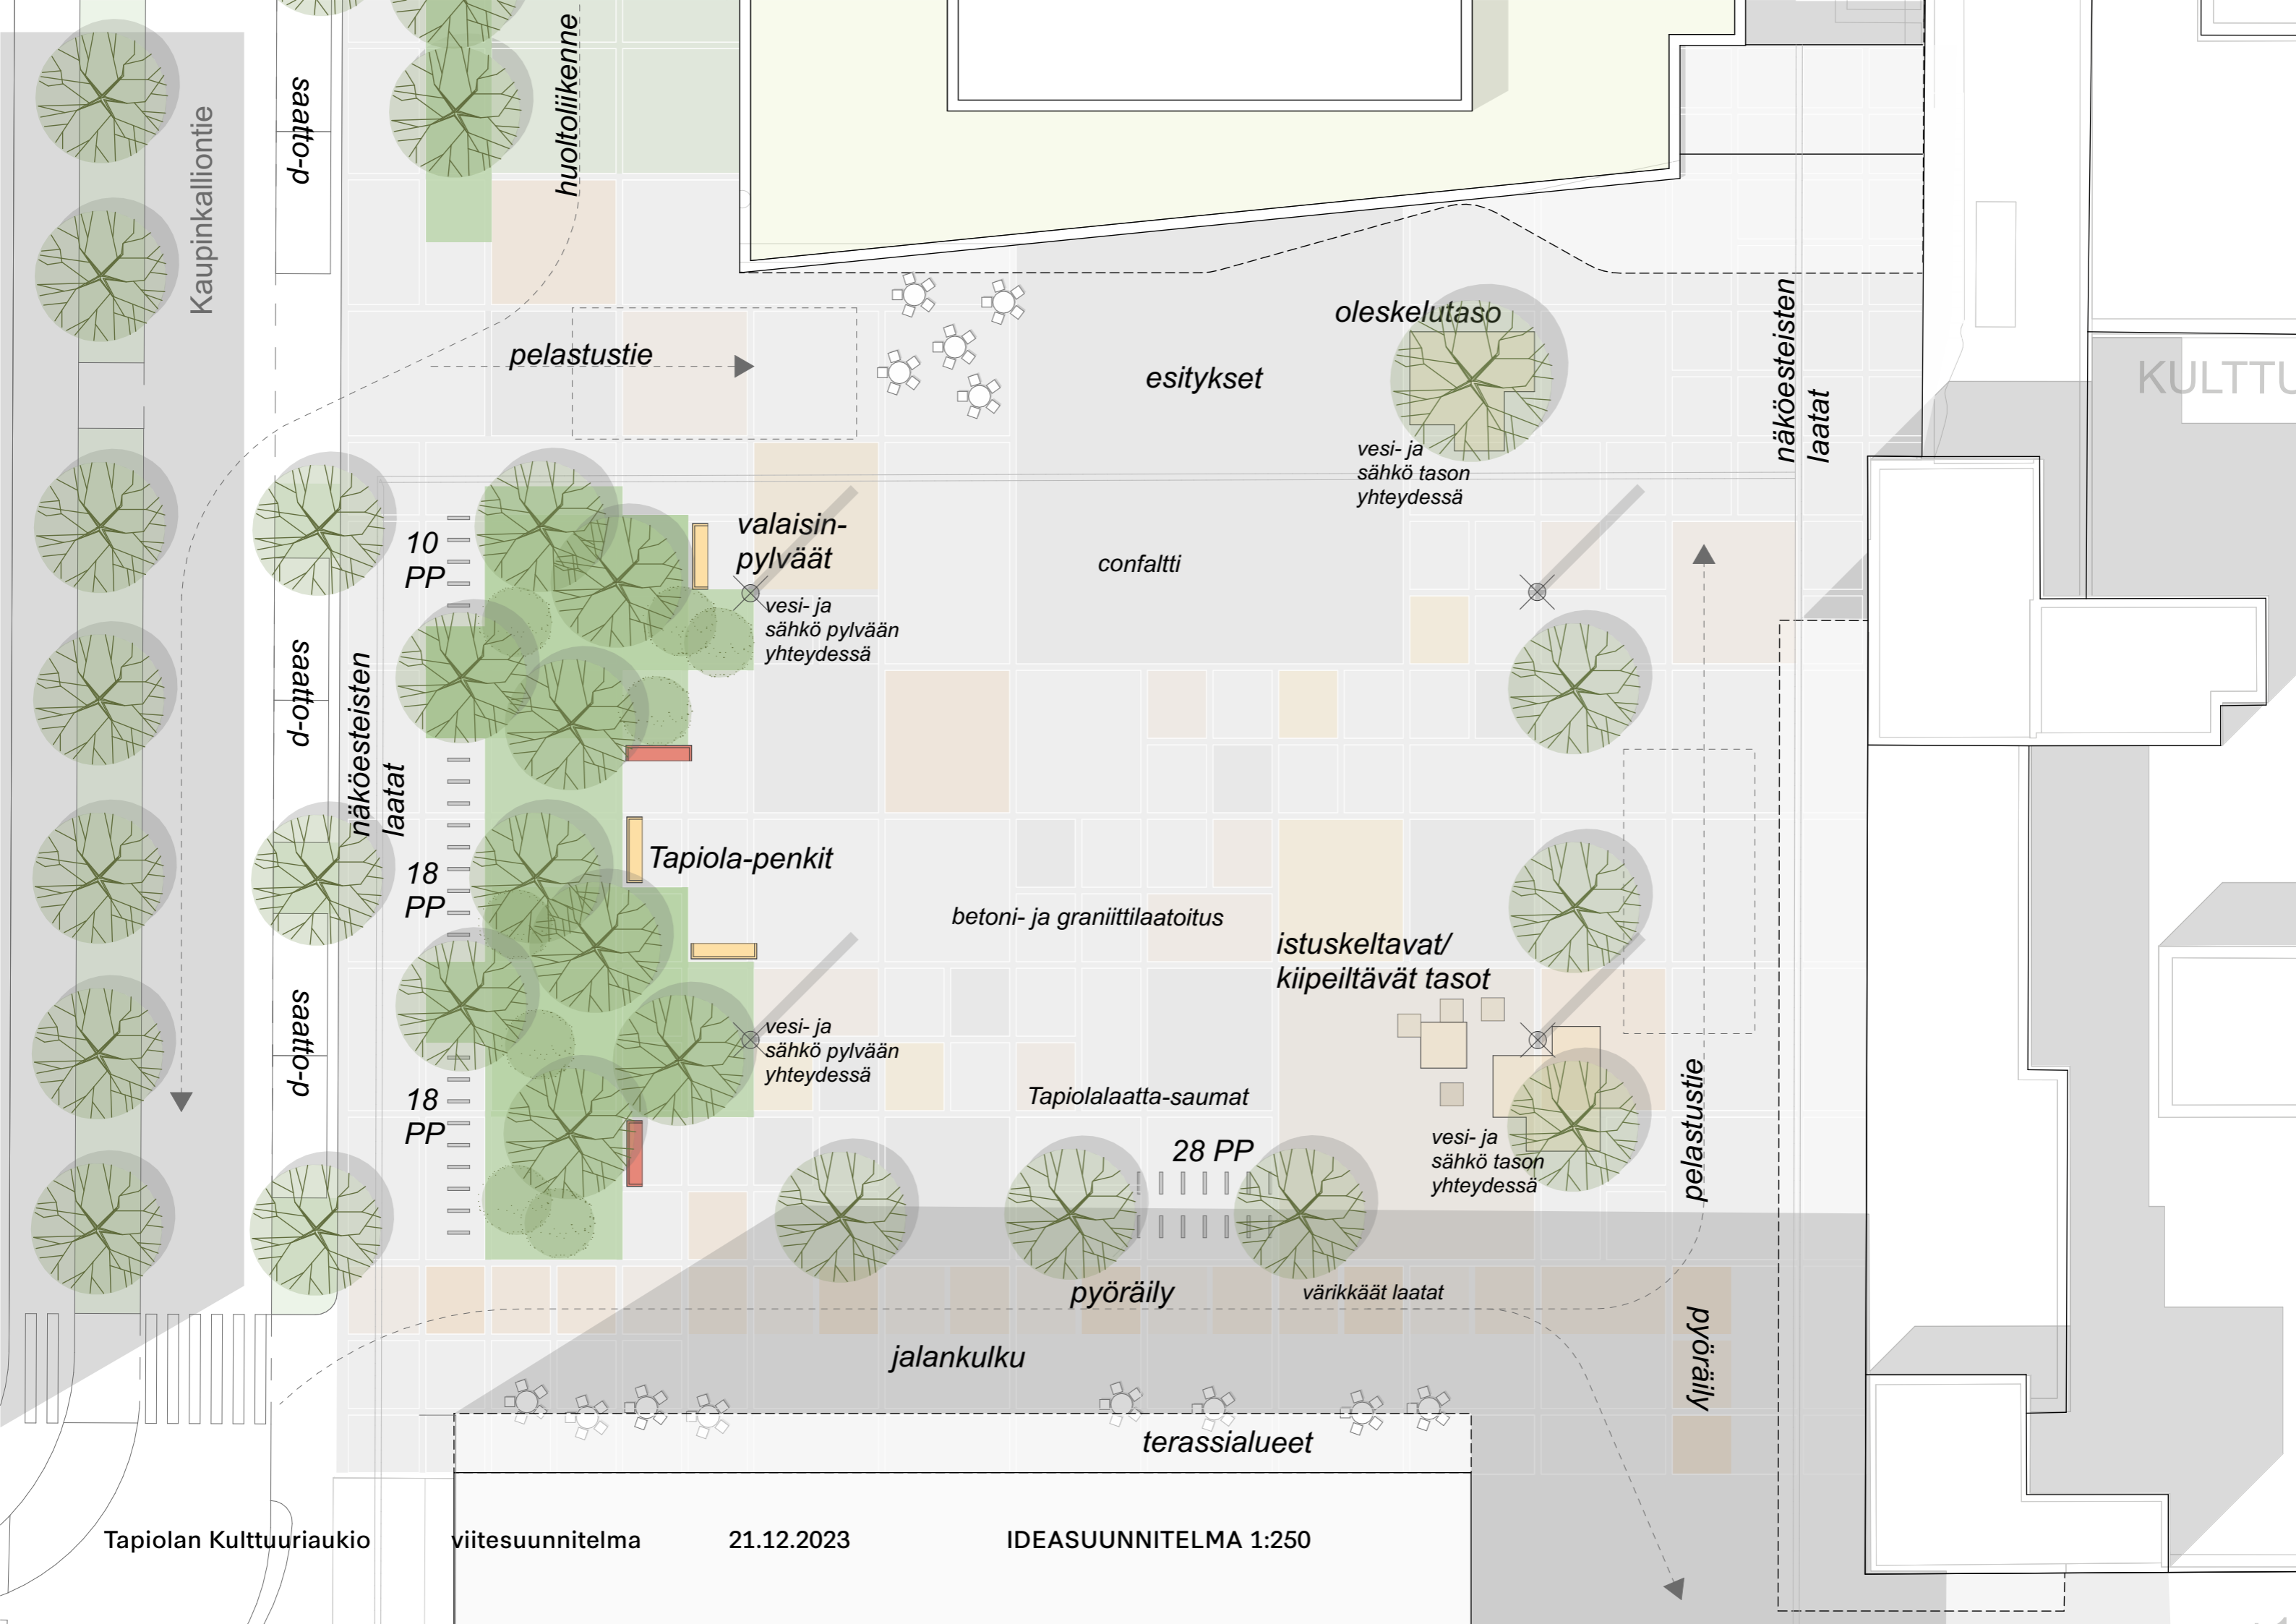 Kaupinkalliontie
saatto-p
huoltoliikenne
pelastustie
esitykset
oleskelutaso
vesi- ja
sähkö tason
yhteydessä
näköesteisten
laatat
KULTTU
10
PP
valaisin-
pylväät
vesi- ja
sähkö pylvään
yhteydessä
confaltti
saatto-p
näköesteisten
laatat
18
PP
Tapiola-penkit
betoni- ja graniittilaatoitus
istuskeltavat/
kiipeiltävät tasot
saatto-p
vesi- ja
sähkö pylvään
yhteydessä
18
PP
Tapiolalaatta-saumat
28 PP
vesi- ja
sähkö tason
yhteydessä
pelastustie
pyöräily
värikkäät laatat
pyöräily
jalankulku
terassialueet
Tapiolan Kulttuuriaukio viitesuunnitelma 21.12.2023 IDEASUUNNITELMA 1:250